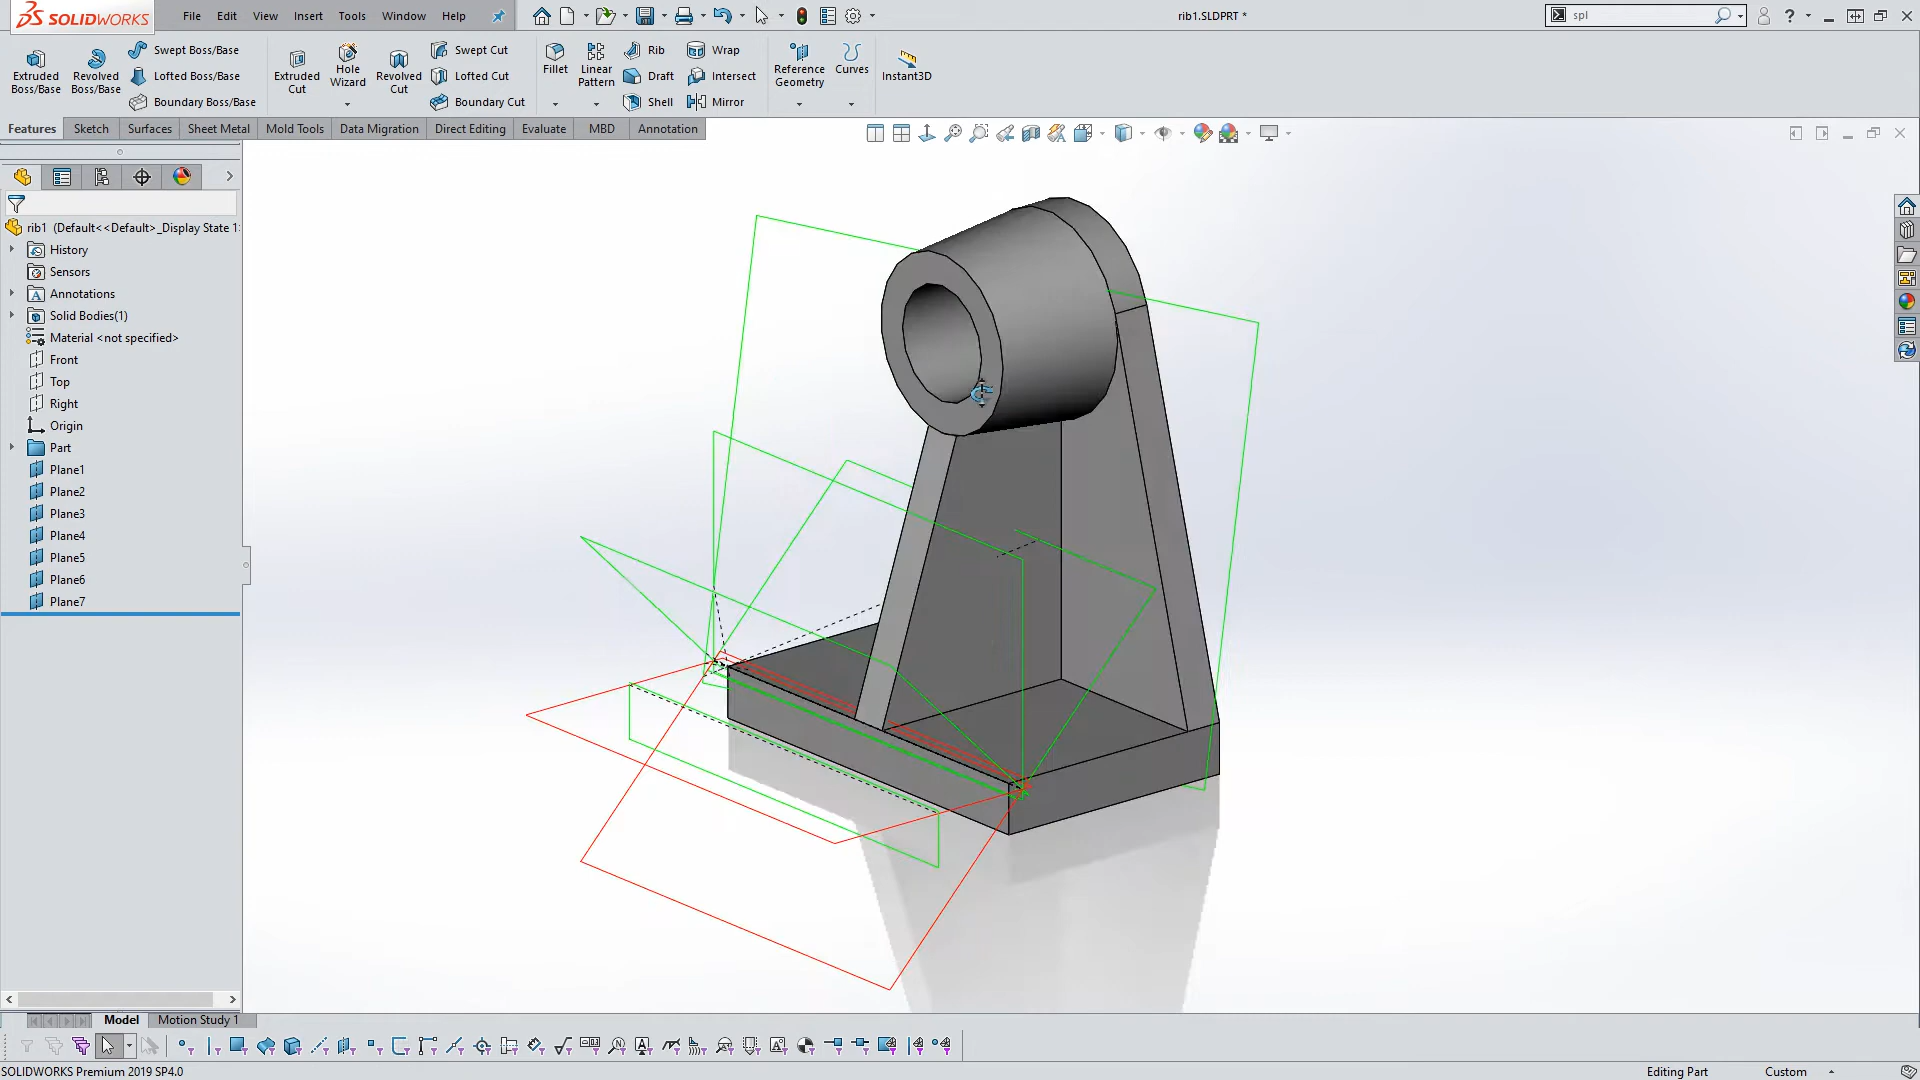 SOLIDWORKS File Edit View Insert Tools Window Help rib1.SLDPRT * spl ?
Extruded Boss/Base
Revolved Boss/Base
Swept Boss/Base
Lofted Boss/Base
Boundary Boss/Base
Extruded Cut
Hole Wizard
Revolved Cut
Swept Cut
Lofted Cut
Boundary Cut
Fillet
Linear Pattern
Rib
Draft
Shell
Wrap
Intersect
Mirror
Reference Geometry
Curves
Instant3D
Features Sketch Surfaces Sheet Metal Mold Tools Data Migration Direct Editing Evaluate MBD Annotation
rib1 (Default<<Default>_Display State 1:
History
Sensors
Annotations
Solid Bodies(1)
Material <not specified>
Front
Top
Right
Origin
Part
Plane1
Plane2
Plane3
Plane4
Plane5
Plane6
Plane7
Model Motion Study 1
SOLIDWORKS Premium 2019 SP4.0 Editing Part Custom